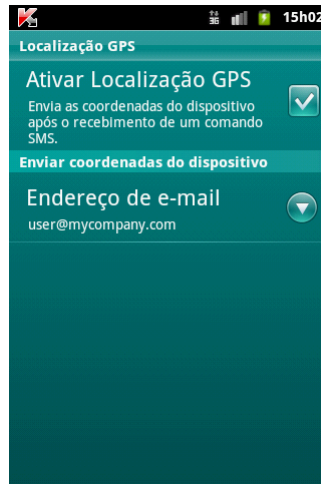 3G 15h02
Localização GPS
Ativar Localização GPS
Envia as coordenadas do dispositivo
após o recebimento de um comando
SMS.
Enviar coordenadas do dispositivo
Endereço de e-mail
user@mycompany.com